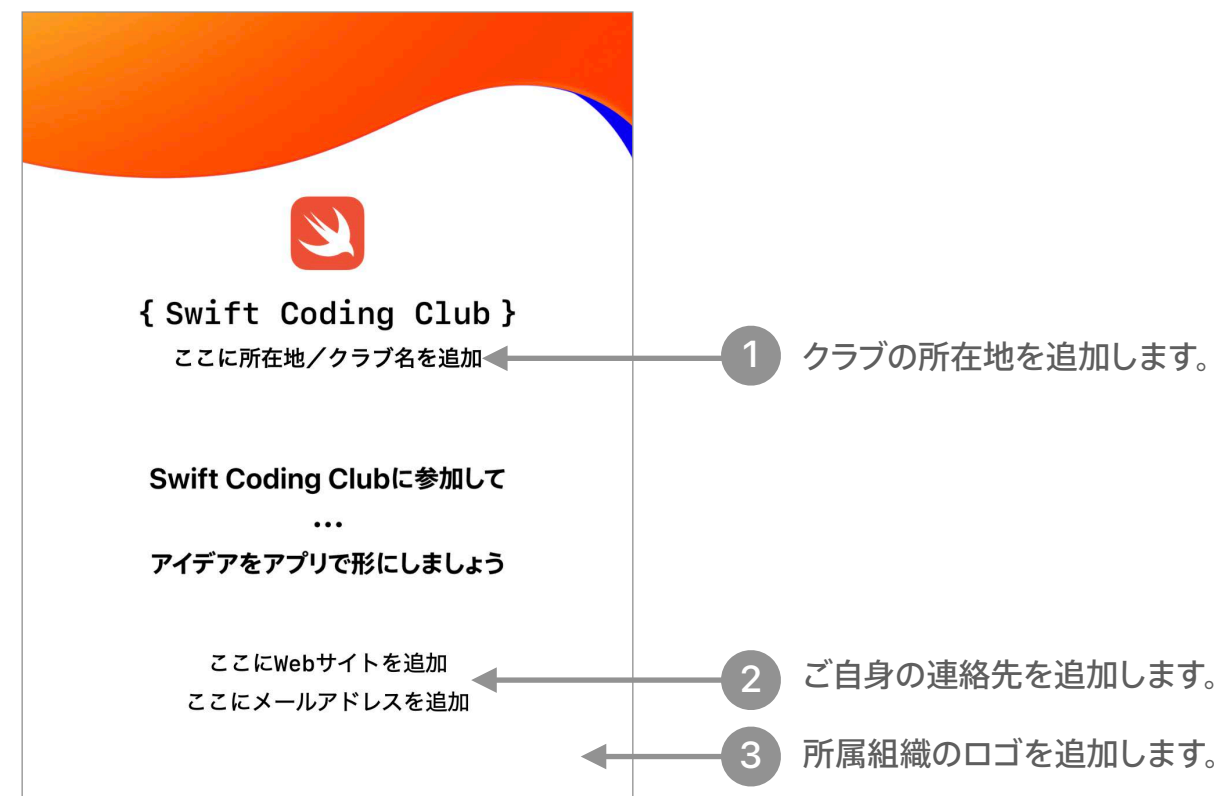 { Swift Coding Club }
ここに所在地／クラブ名を追加
1 クラブの所在地を追加します。
Swift Coding Clubに参加して
...
アイデアをアプリで形にしましょう
ここにWebサイトを追加
ここにメールアドレスを追加
2 ご自身の連絡先を追加します。
3 所属組織のロゴを追加します。